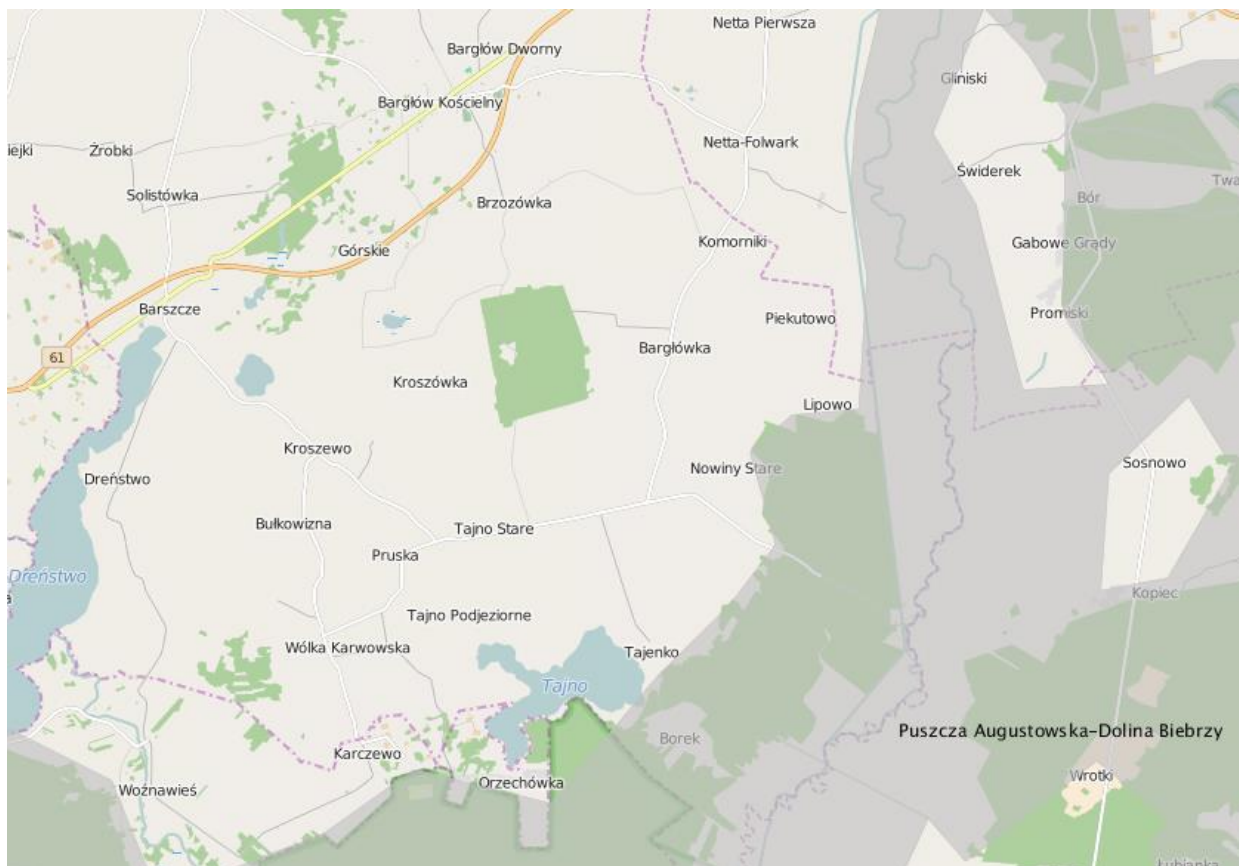 Netta Pierwsza
Bargłów Dworny
Gliniski
Bargłów Kościelny
Netta-Folwark
Żrobki
Świderek
Solistówka
Bór
Brzozówka
Komorniki
Gabowe Grądy
Górskie
Barszcze
Promiski
Piekutowo
61
Bargłówka
Kroszówka
Lipowo
Kroszewo
Sosnowo
Nowiny Stare
Dreństwo
Bułkowizna
Tajno Stare
Pruska
Dreństwo
Kopiec
Tajno Podjeziorne
Wólka Karwowska
Tajenko
Tajno
Puszcza Augustowska-Dolina Biebrzy
Borek
Karczewo
Wrotki
Orzechówka
Woźnawieś